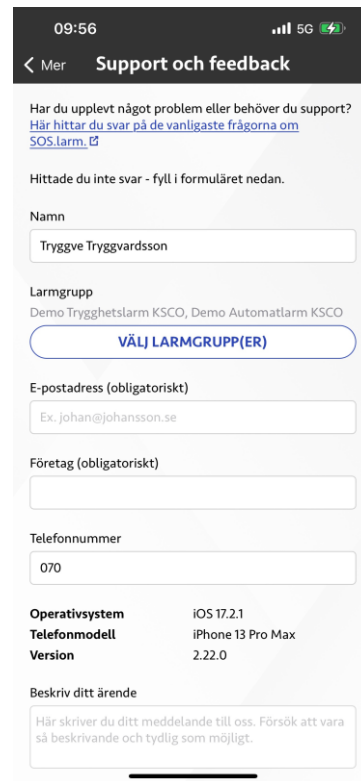 09:56
5G
Mer
Support och feedback
Har du upplevt något problem eller behöver du support?
Här hittar du svar på de vanligaste frågorna om
SOS.larm.
Hittade du inte svar - fyll i formuläret nedan.
Namn
Tryggve Tryggvardsson
Larmgrupp
Demo Trygghetslarm KSCO, Demo Automatlarm KSCO
VÄLJ LARMGRUPP(ER)
E-postadress (obligatoriskt)
Ex. johan@johansson.se
Företag (obligatoriskt)
Telefonnummer
070
Operativsystem iOS 17.2.1
Telefonmodell iPhone 13 Pro Max
Version 2.22.0
Beskriv ditt ärende
Här skriver du ditt meddelande till oss. Försök att vara
så beskrivande och tydlig som möjligt.